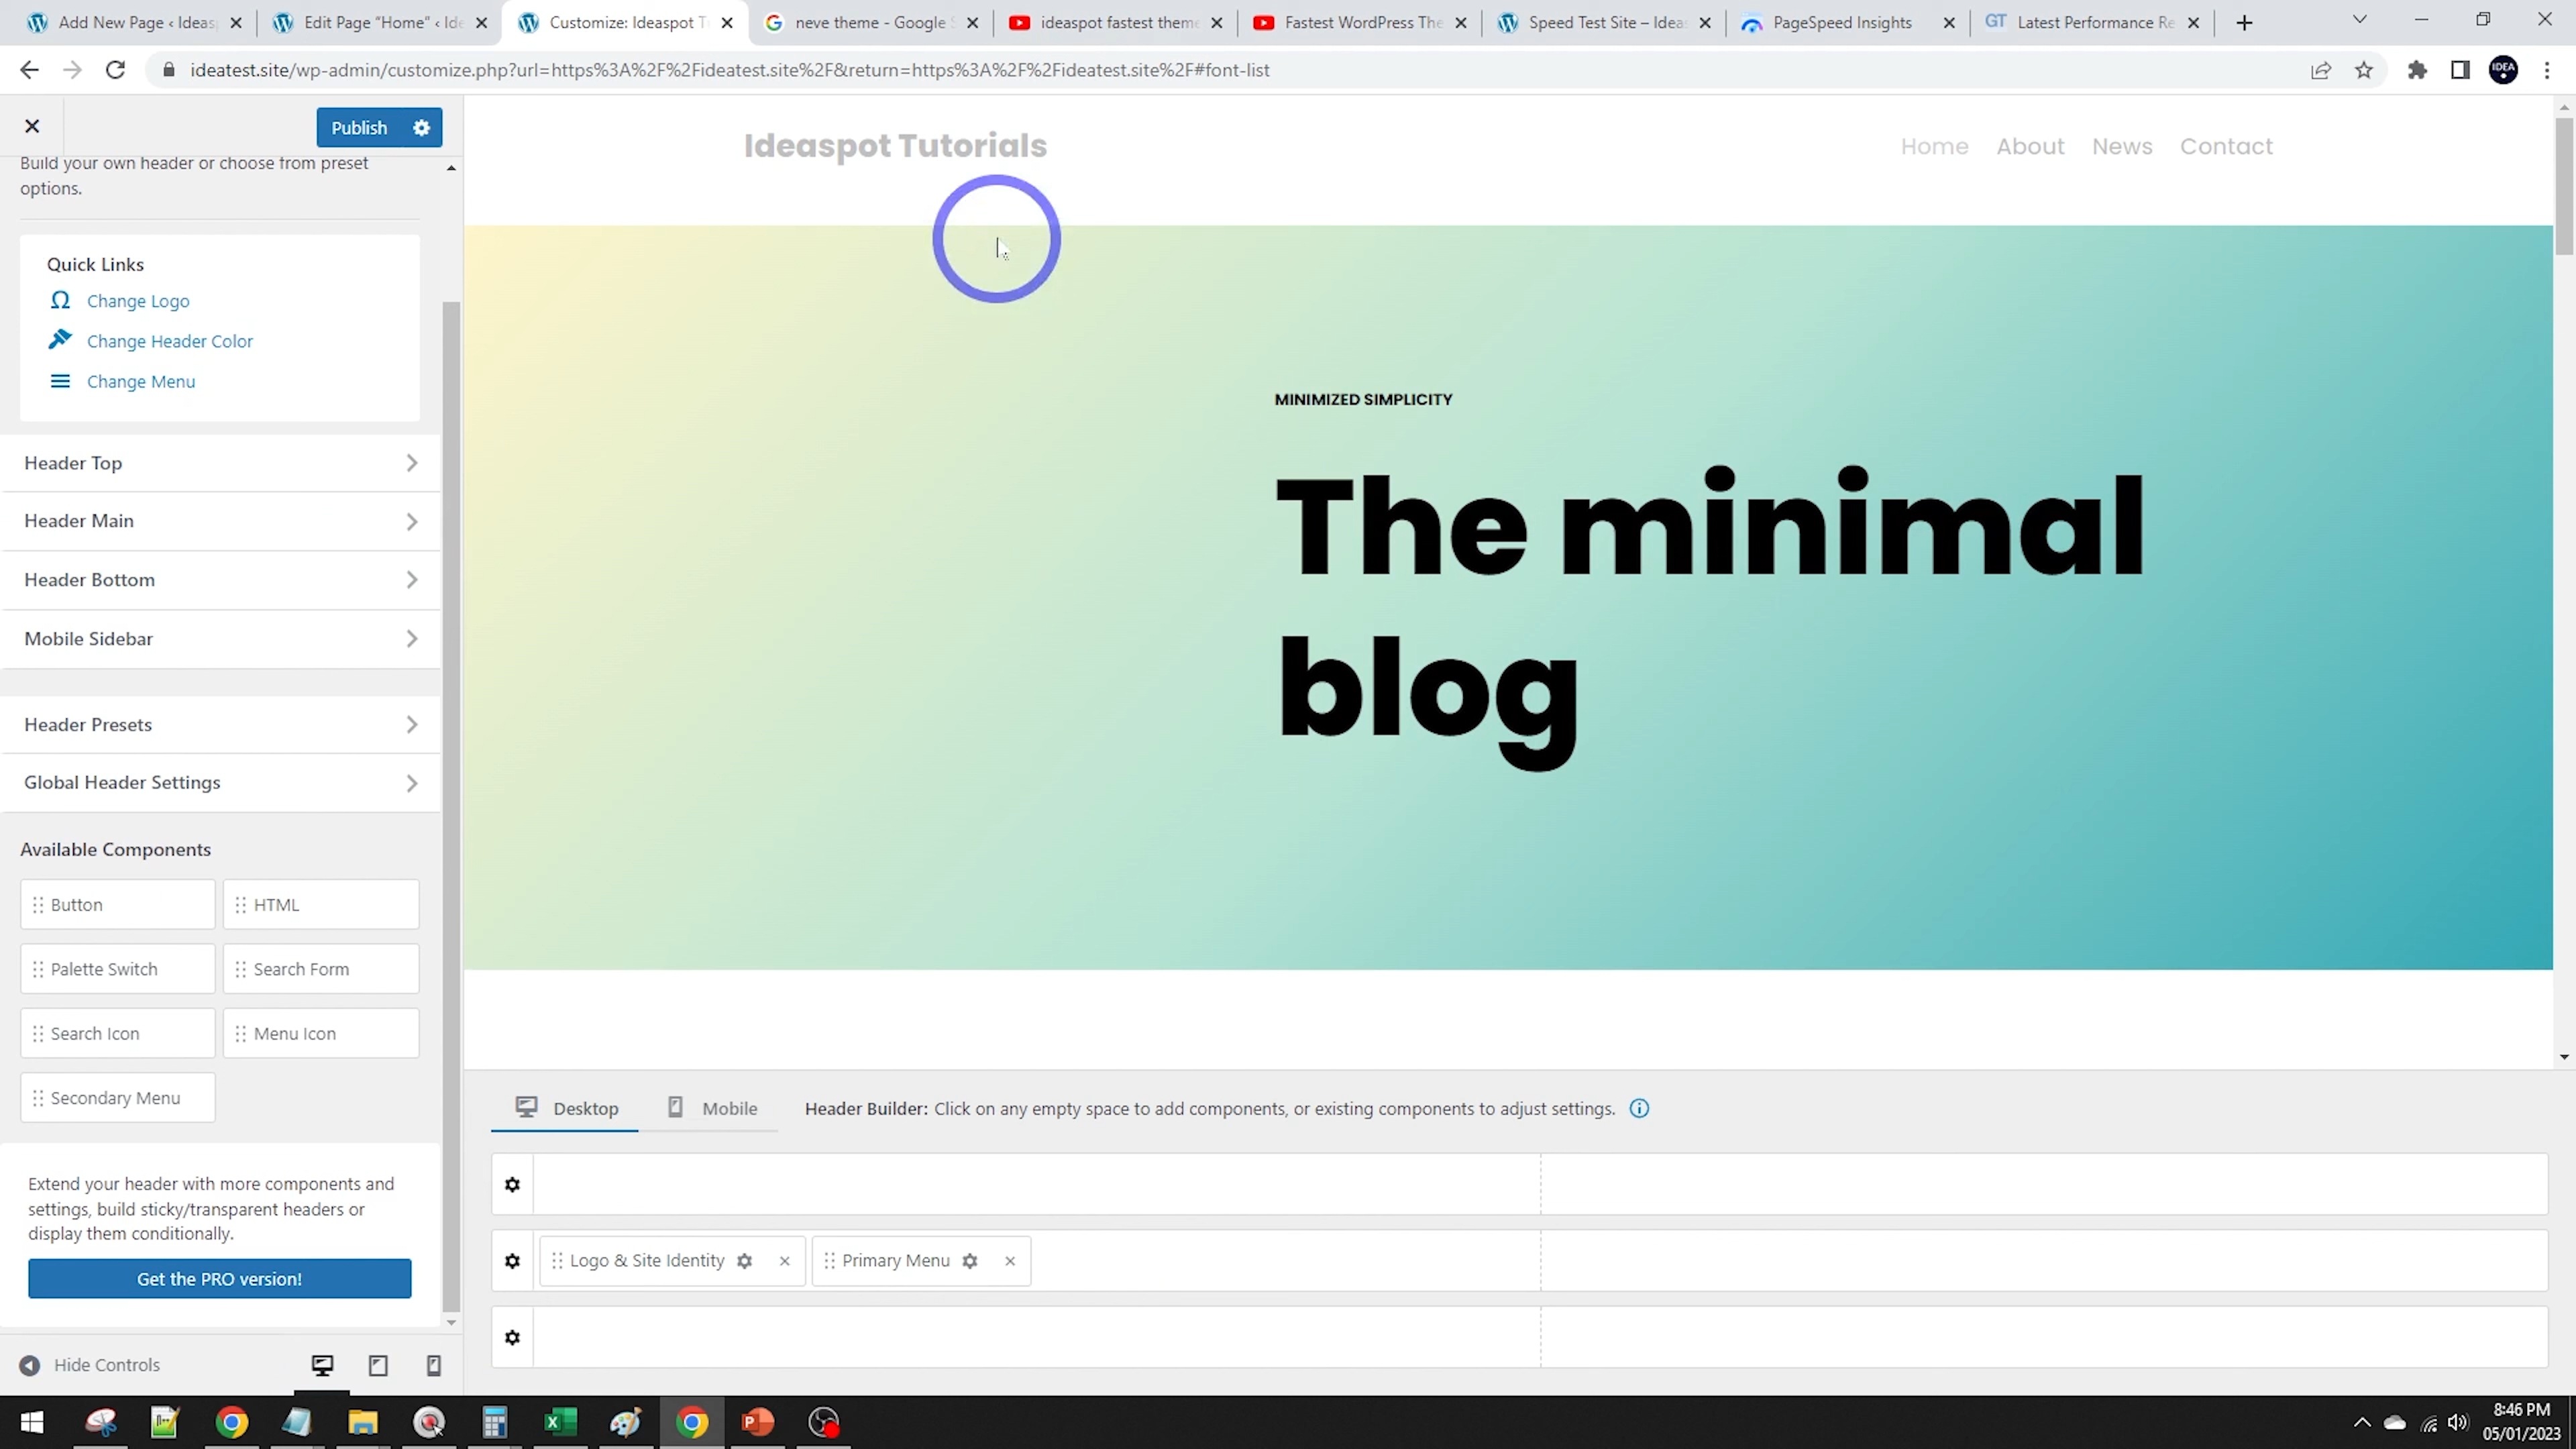 Add New Page ‹ Ideas
Edit Page “Home” ‹ Ide
Customize: Ideaspot T
neve theme - Google S
ideaspot fastest theme
Fastest WordPress The
Speed Test Site – Ideas
PageSpeed Insights
GT Latest Performance Re
ideatest.site/wp-admin/customize.php?url=https%3A%2F%2Fideatest.site%2F&return=https%3A%2F%2Fideatest.site%2F#font-list
IDEA
Publish
Build your own header or choose from preset
options.
Quick Links
Change Logo
Change Header Color
Change Menu
Header Top
Header Main
Header Bottom
Mobile Sidebar
Header Presets
Global Header Settings
Available Components
Button
HTML
Palette Switch
Search Form
Search Icon
Menu Icon
Secondary Menu
Extend your header with more components and
settings, build sticky/transparent headers or
display them conditionally.
Get the PRO version!
Hide Controls
Ideaspot Tutorials
Home About News Contact
MINIMIZED SIMPLICITY
The minimal
blog
Desktop
Mobile
Header Builder: Click on any empty space to add components, or existing components to adjust settings.
Logo & Site Identity
Primary Menu
8:46 PM
05/01/2023